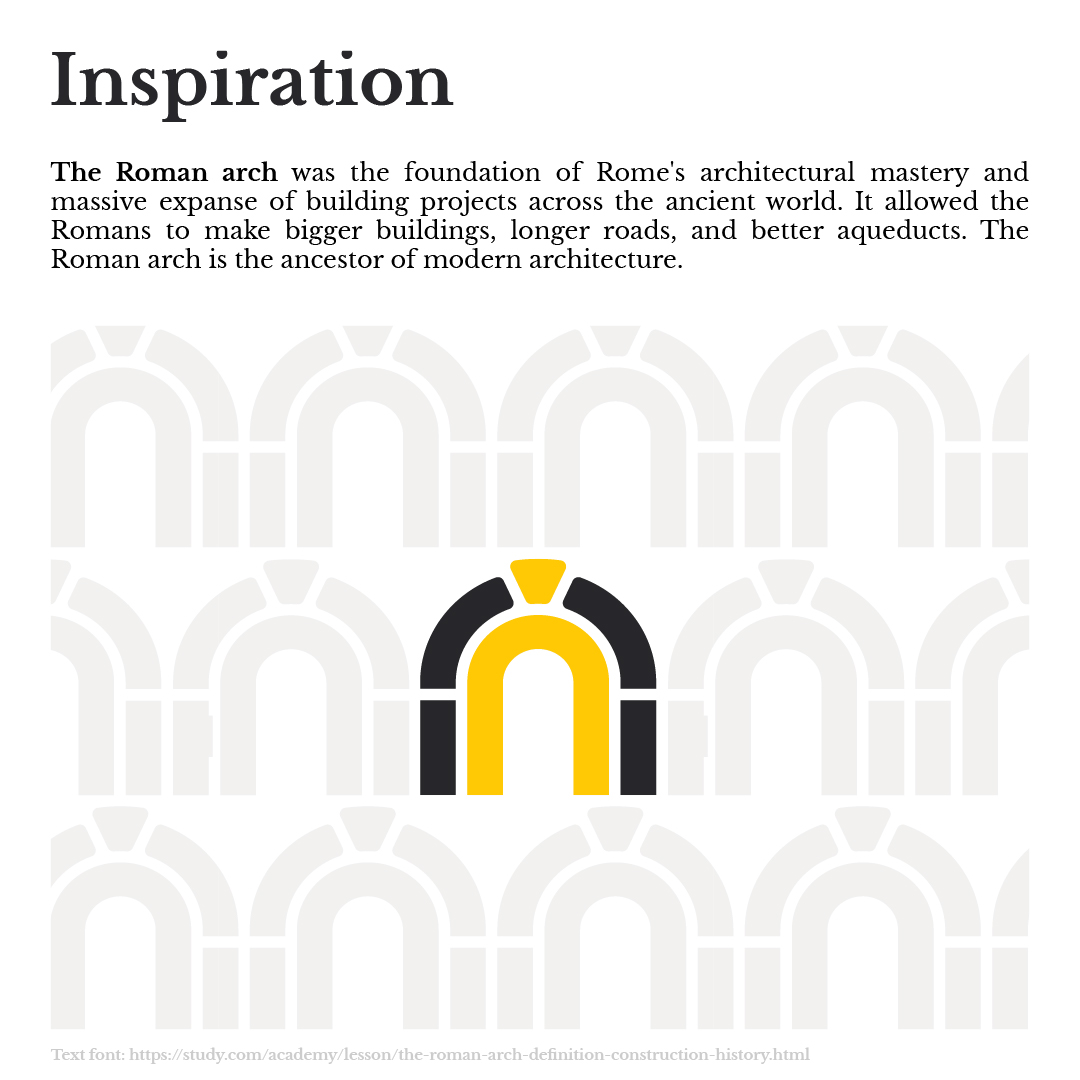 Inspiration
The Roman arch was the foundation of Rome's architectural mastery and
massive expanse of building projects across the ancient world. It allowed the
Romans to make bigger buildings, longer roads, and better aqueducts. The
Roman arch is the ancestor of modern architecture.
Text font: https://study.com/academy/lesson/the-roman-arch-definition-construction-history.html